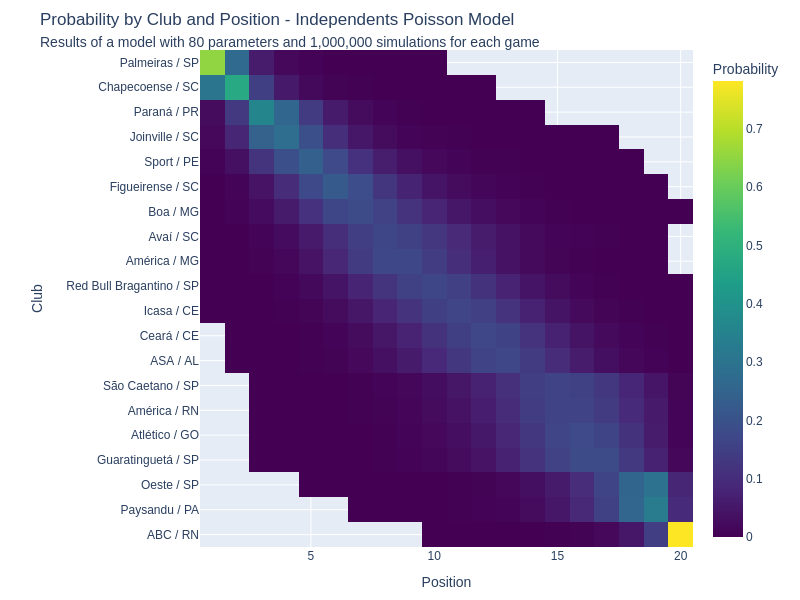 Probability by Club and Position - Independents Poisson Model
Results of a model with 80 parameters and 1,000,000 simulations for each game
Probability
Palmeiras / SP
Chapecoense / SC
Paraná / PR
Joinville / SC
Sport / PE
Figueirense / SC
Boa / MG
Avaí / SC
América / MG
Red Bull Bragantino / SP
Icasa / CE
Ceará / CE
ASA / AL
São Caetano / SP
América / RN
Atlético / GO
Guaratinguetá / SP
Oeste / SP
Paysandu / PA
ABC / RN
Club
5
10
15
20
Position
0.7
0.6
0.5
0.4
0.3
0.2
0.1
0